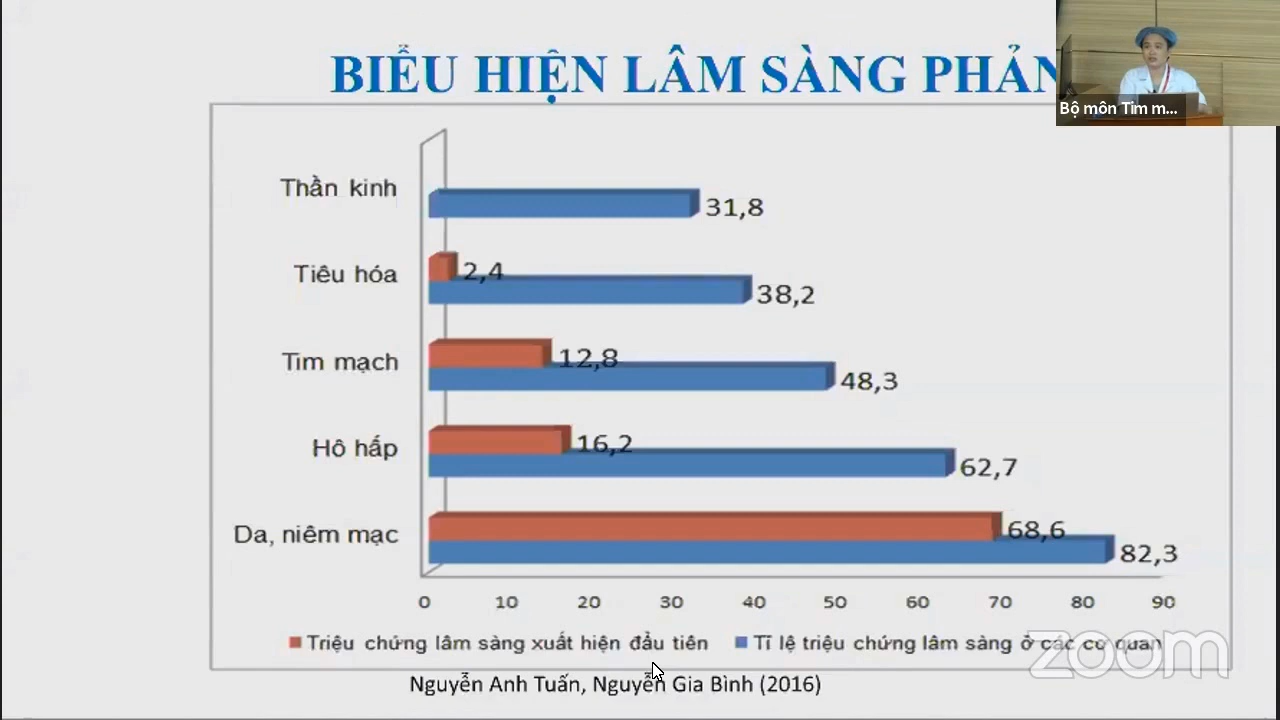 BIỂU HIỆN LÂM SÀNG PHẢN
Bộ môn Tim m...
Thần kinh
31,8
Tiêu hóa
2,4
38,2
Tim mạch
12,8
48,3
Hô hấp
16,2
62,7
Da, niêm mạc
68,6
82,3
0 10 20 30 40 50 60 70 80 90
Triệu chứng lâm sàng xuất hiện đầu tiên Tỉ lệ triệu chứng lâm sàng ở các cơ quan
zoom
Nguyễn Anh Tuấn, Nguyễn Gia Bình (2016)